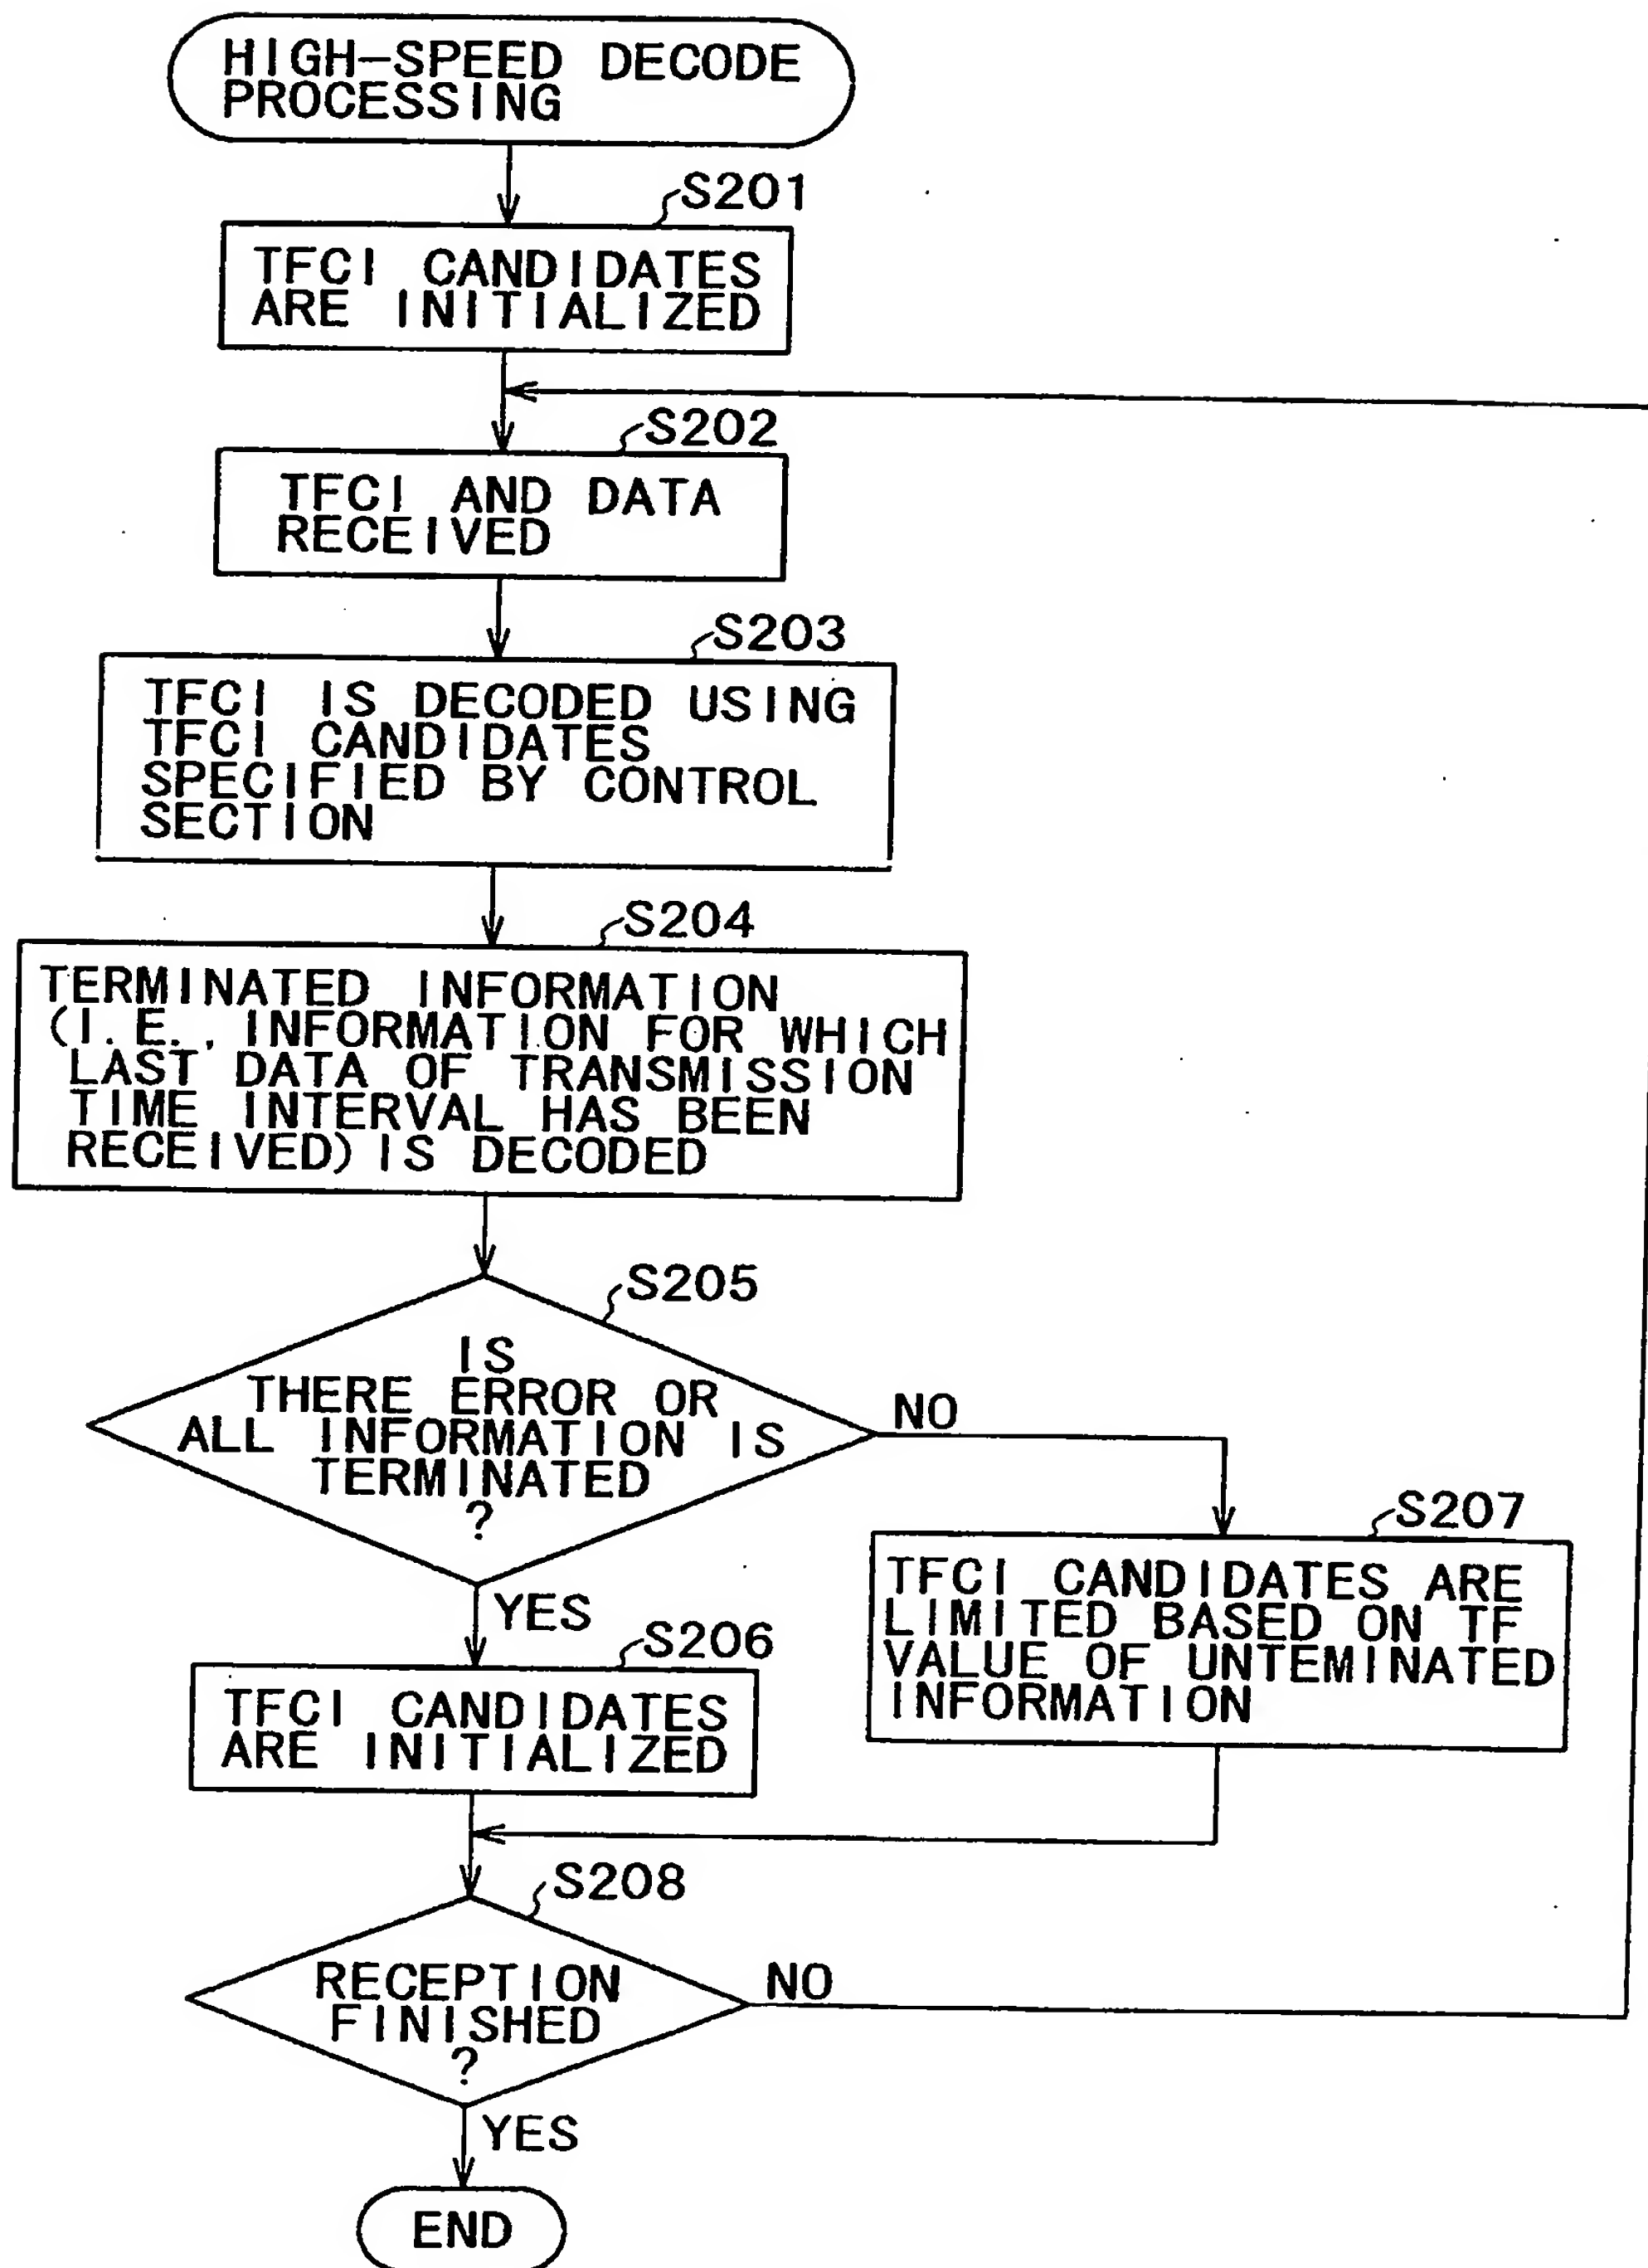 HIGH-SPEED DECODE
PROCESSING
S201
TFCI CANDIDATES
ARE INITIALIZED
S202
TFCI AND DATA
RECEIVED
S203
TFCI IS DECODED USING
TFCI CANDIDATES
SPECIFIED BY CONTROL
SECTION
S204
TERMINATED INFORMATION
(I.E., INFORMATION FOR WHICH
LAST DATA OF TRANSMISSION
TIME INTERVAL HAS BEEN
RECEIVED) IS DECODED
S205
IS
THERE ERROR OR
ALL INFORMATION IS
TERMINATED
?
NO
YES
S207
TFCI CANDIDATES ARE
LIMITED BASED ON TF
VALUE OF UNTEMINATED
INFORMATION
S206
TFCI CANDIDATES
ARE INITIALIZED
S208
RECEPTION
FINISHED
?
NO
YES
END